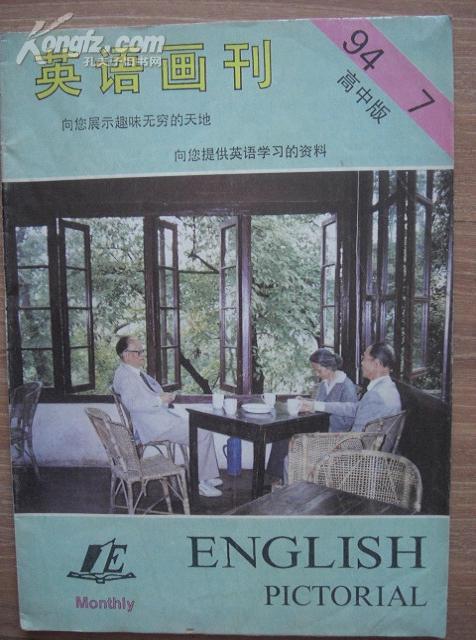 Kongfz.com
孔夫子旧书网
英语画刊
94 7
高中版
向您展示趣味无穷的天地
向您提供英语学习的资料
E
Monthly
ENGLISH
PICTORIAL